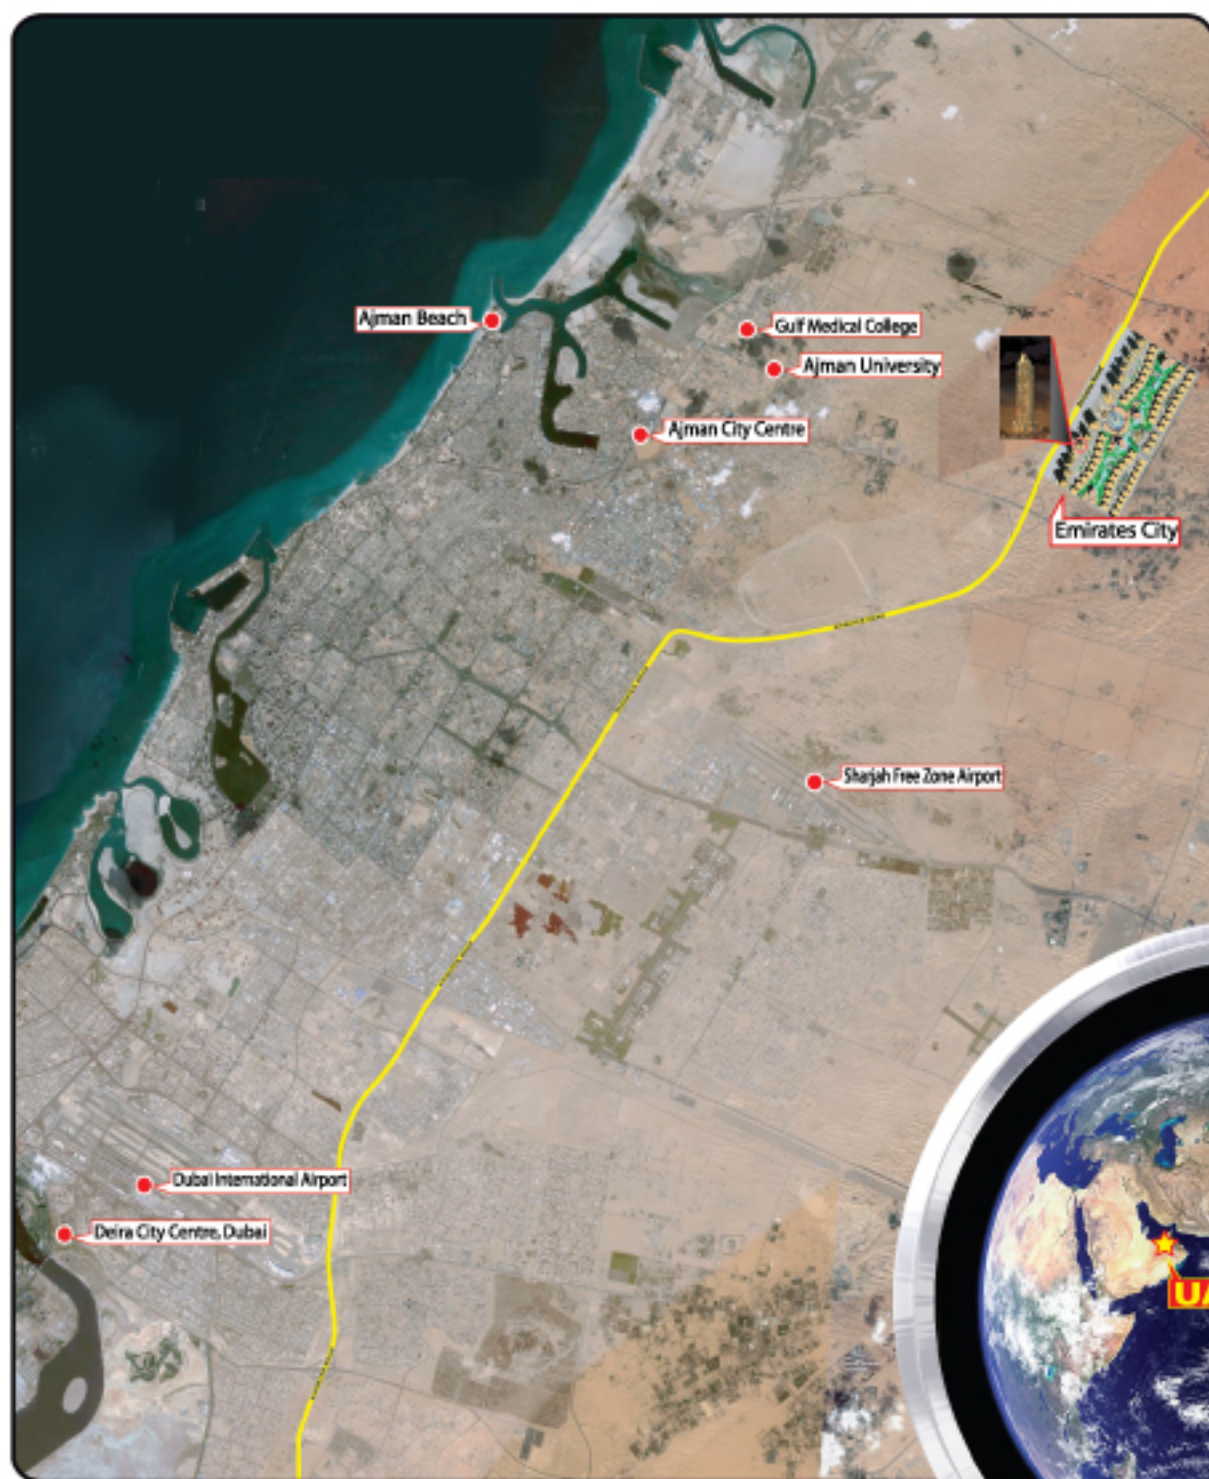 Ajman Beach
Gulf Medical College
Ajman University
Ajman City Centre
Emirates City
Sharjah Free Zone Airport
Dubai International Airport
Deira City Centre, Dubai